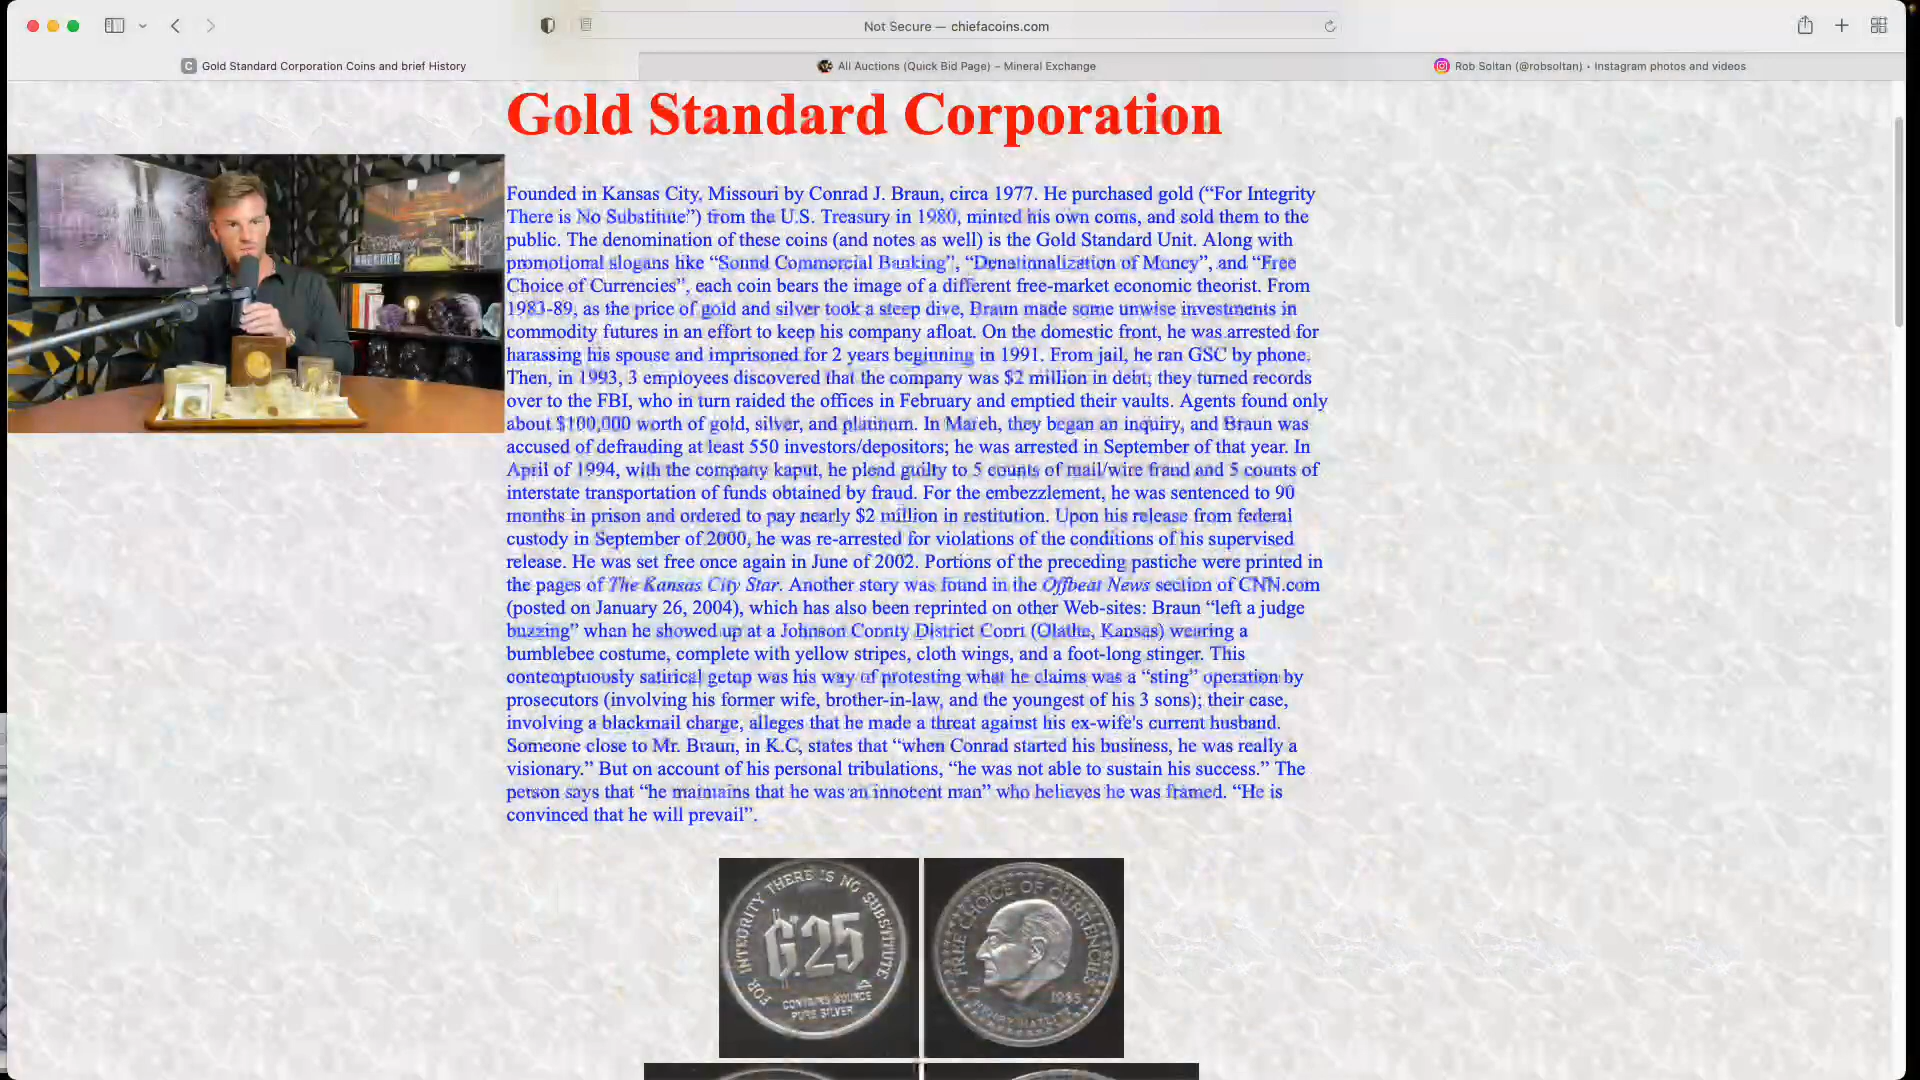 Not Secure — chiefacoins.com
Gold Standard Corporation Coins and brief History
All Auctions (Quick Bid Page) – Mineral Exchange
Rob Soltan (@robsoltan) • Instagram photos and videos
Gold Standard Corporation
Founded in Kansas City, Missouri by Conrad J. Braun, circa 1977. He purchased gold (“For Integrity
There is No Substitute”) from the U.S. Treasury in 1980, minted his own coins, and sold them to the
public. The denomination of these coins (and notes as well) is the Gold Standard Unit. Along with
promotional slogans like “Sound Commercial Banking”, “Denationalization of Money”, and “Free
Choice of Currencies”, each coin bears the image of a different free-market economic theorist. From
1983-89, as the price of gold and silver took a steep dive, Braun made some unwise investments in
commodity futures in an effort to keep his company afloat. On the domestic front, he was arrested for
harassing his spouse and imprisoned for 2 years beginning in 1991. From jail, he ran GSC by phone.
Then, in 1993, 3 employees discovered that the company was $2 million in debt, they turned records
over to the FBI, who in turn raided the offices in February and emptied their vaults. Agents found only
about $100,000 worth of gold, silver, and platinum. In March, they began an inquiry, and Braun was
accused of defrauding at least 550 investors/depositors; he was arrested in September of that year. In
April of 1994, with the company kaput, he plead guilty to 5 counts of mail/wire fraud and 5 counts of
interstate transportation of funds obtained by fraud. For the embezzlement, he was sentenced to 90
months in prison and ordered to pay nearly $2 million in restitution. Upon his release from federal
custody in September of 2000, he was re-arrested for violations of the conditions of his supervised
release. He was set free once again in June of 2002. Portions of the preceding pastiche were printed in
the pages of The Kansas City Star. Another story was found in the Offbeat News section of CNN.com
(posted on January 26, 2004), which has also been reprinted on other Web-sites: Braun “left a judge
buzzing” when he showed up at a Johnson County District Court (Olathe, Kansas) wearing a
bumblebee costume, complete with yellow stripes, cloth wings, and a foot-long stinger. This
contemptuously satirical getup was his way of protesting what he claims was a “sting” operation by
prosecutors (involving his former wife, brother-in-law, and the youngest of his 3 sons); their case,
involving a blackmail charge, alleges that he made a threat against his ex-wife's current husband.
Someone close to Mr. Braun, in K.C, states that “when Conrad started his business, he was really a
visionary.” But on account of his personal tribulations, “he was not able to sustain his success.” The
person says that “he maintains that he was an innocent man” who believes he was framed. “He is
convinced that he will prevail”.
FOR INTEGRITY THERE IS NO SUBSTITUTE
G.25
PURE SILVER
FREE CHOICE OF CURRENCIES
1985